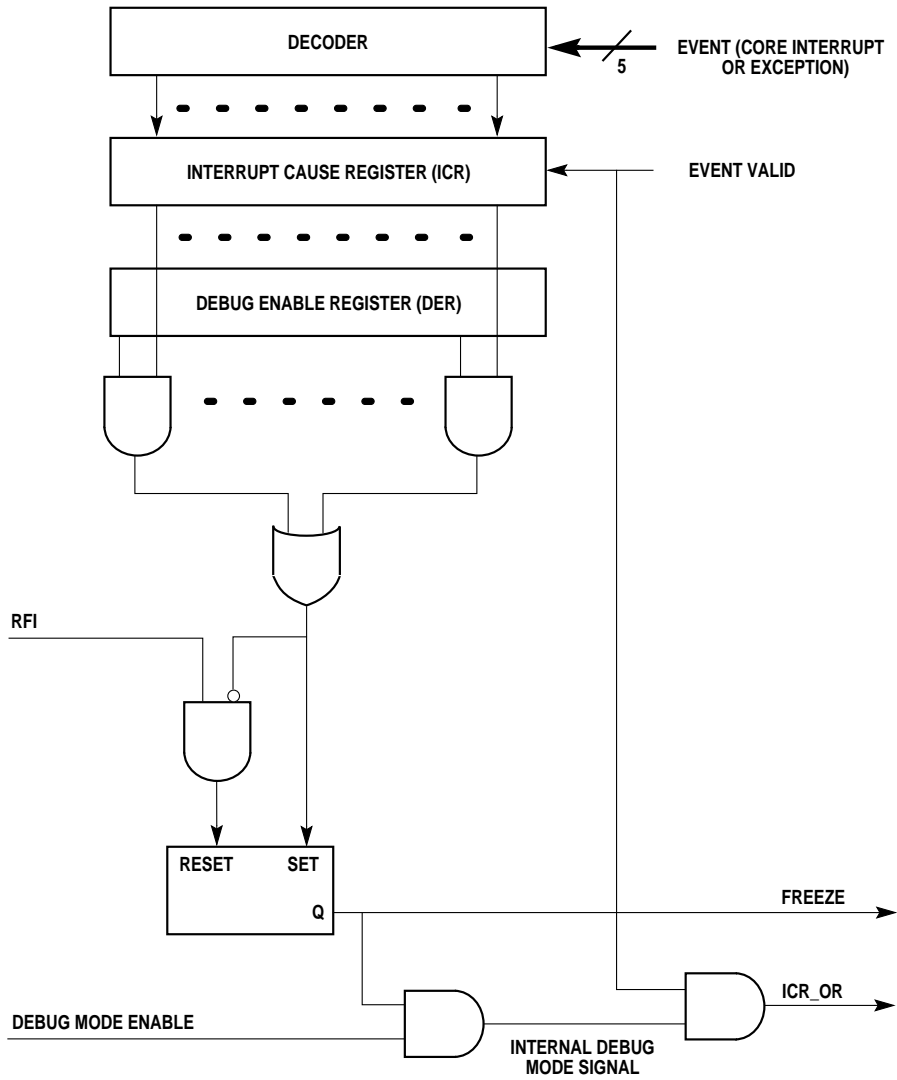 DECODER
5
EVENT (CORE INTERRUPT
OR EXCEPTION)
INTERRUPT CAUSE REGISTER (ICR)
EVENT VALID
DEBUG ENABLE REGISTER (DER)
RFI
RESET
SET
Q
FREEZE
ICR_OR
DEBUG MODE ENABLE
INTERNAL DEBUG
MODE SIGNAL